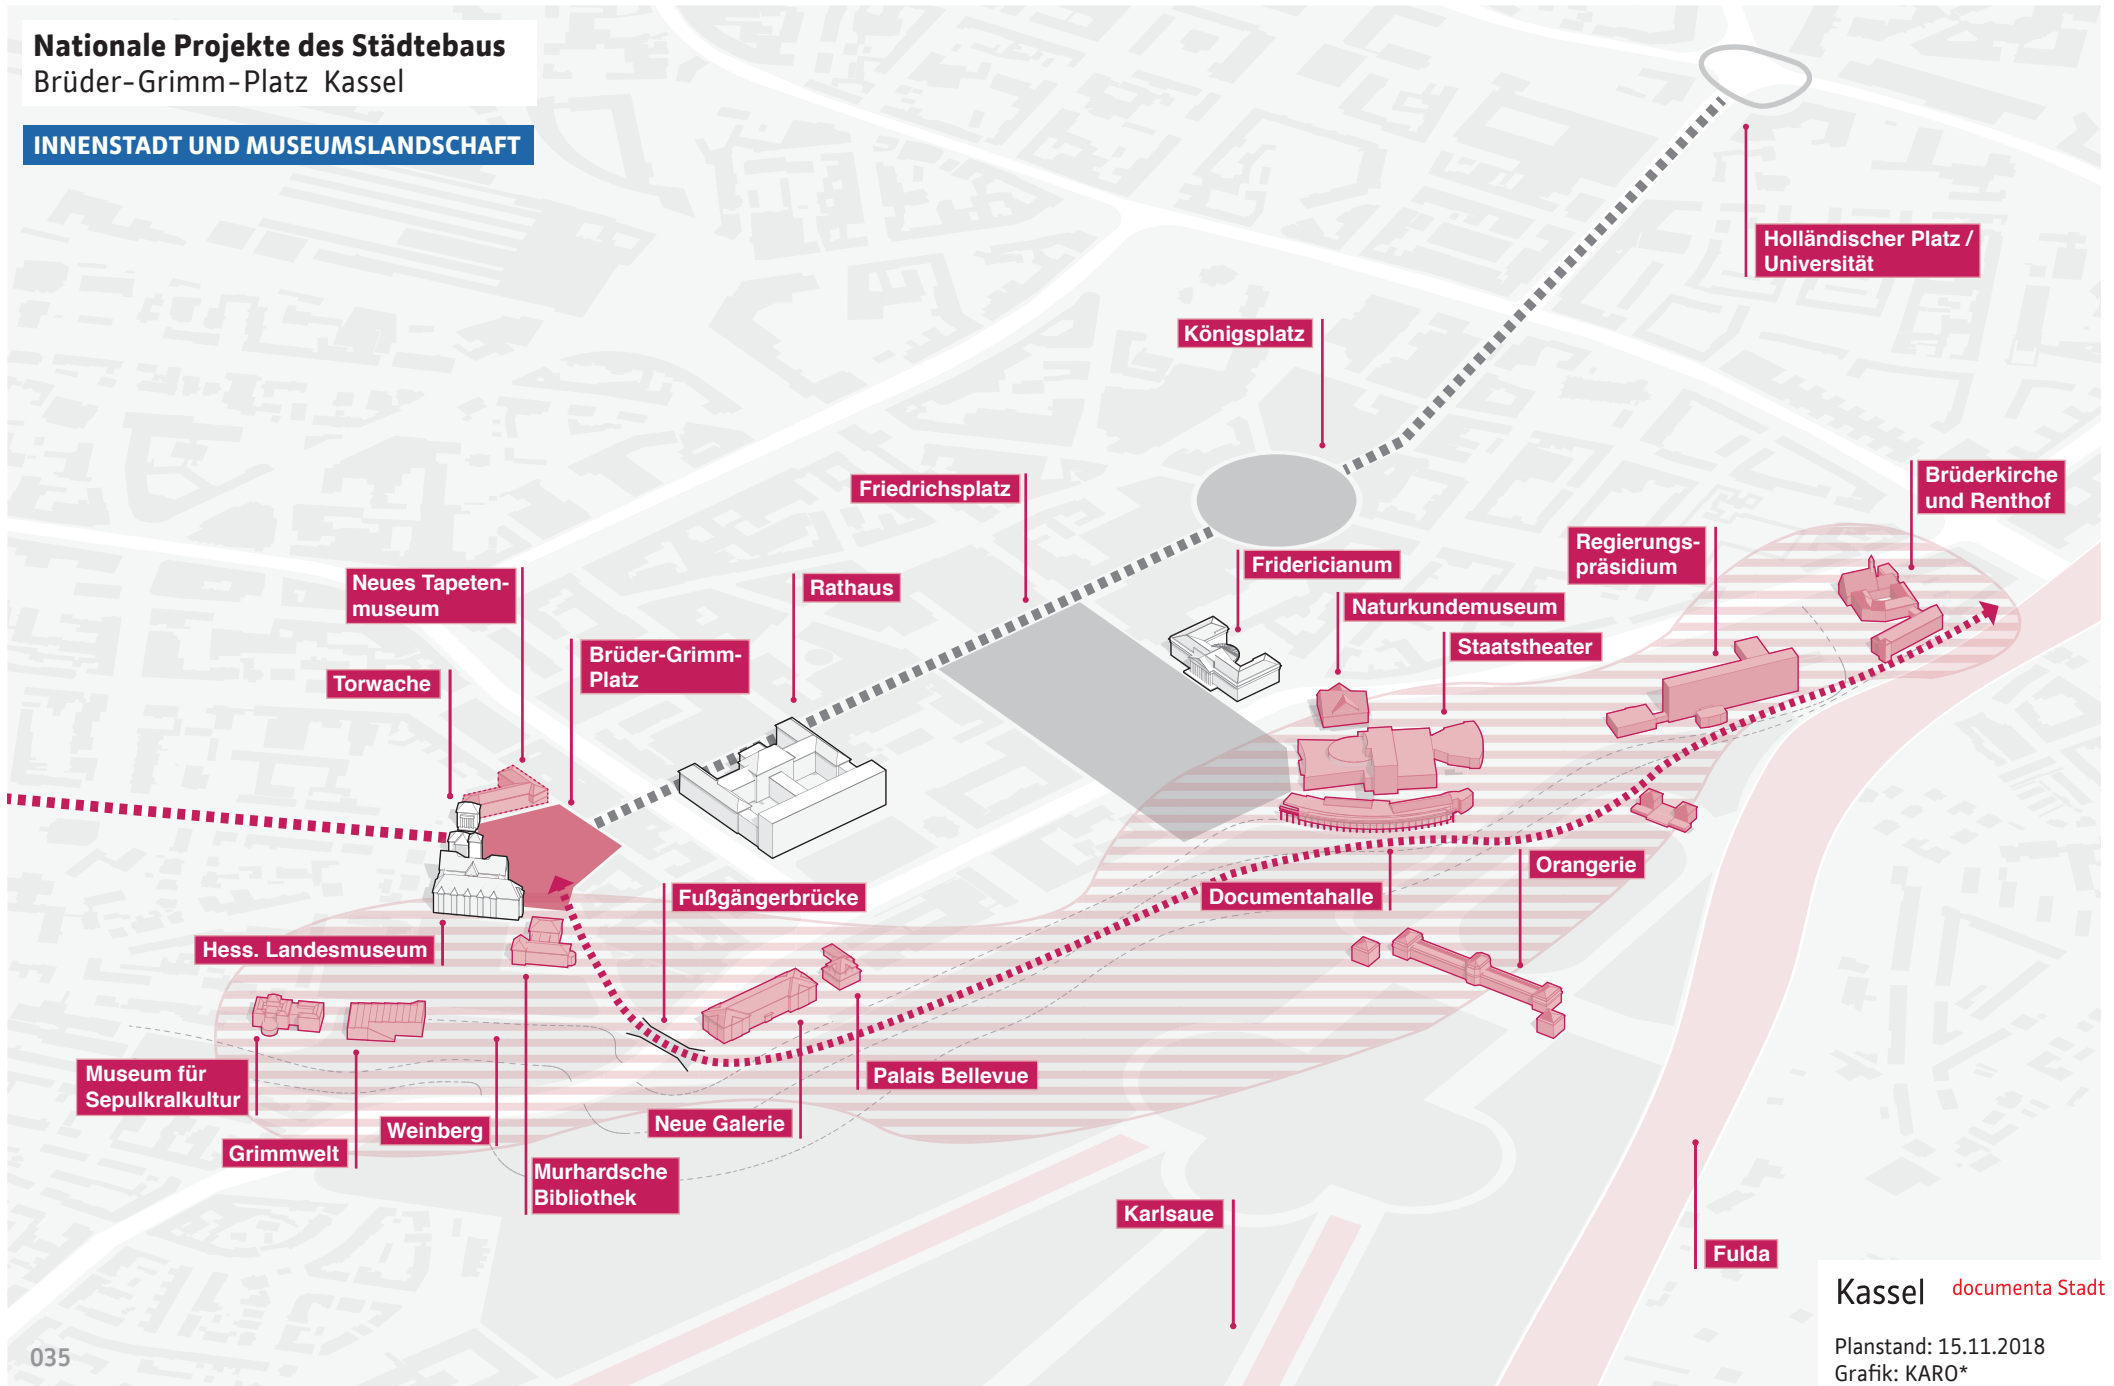 Nationale Projekte des Städtebaus
Brüder-Grimm-Platz Kassel
INNENSTADT UND MUSEUMSLANDSCHAFT
Holländischer Platz /
Universität
Königsplatz
Friedrichsplatz
Brüderkirche
und Renthof
Regierungs-
präsidium
Fridericianum
Naturkundemuseum
Staatstheater
Rathaus
Neues Tapeten-
museum
Brüder-Grimm-
Platz
Torwache
Fußgängerbrücke
Documentahalle
Orangerie
Hess. Landesmuseum
Museum für
Sepulkralkultur
Grimmwelt
Weinberg
Murhardsche
Bibliothek
Neue Galerie
Palais Bellevue
Karlsaue
Fulda
Kassel documenta Stadt
Planstand: 15.11.2018
Grafik: KARO*
035